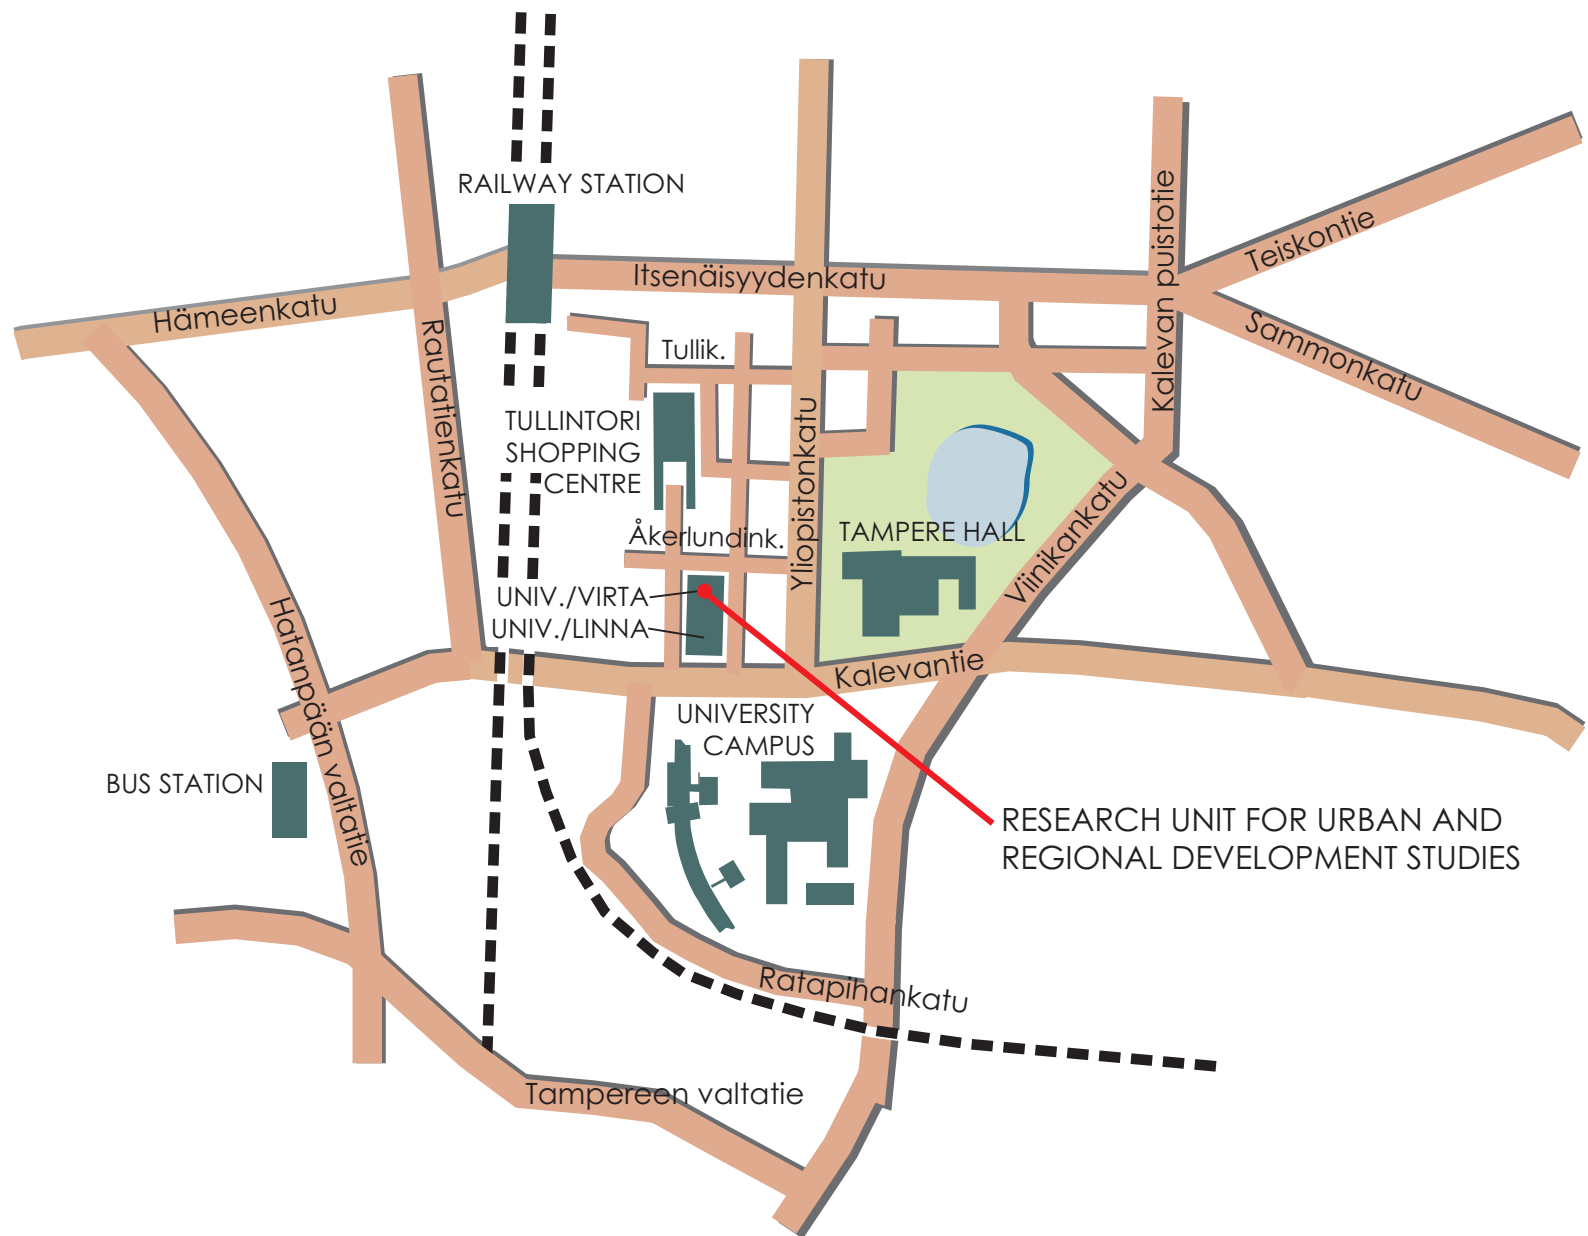 RAILWAY STATION
Hämeenkatu
Itsenäisyydenkatu
Kalevan puistotie
Teiskontie
Sammonkatu
Rautatienkatu
Tullik.
TULLINTORI
SHOPPING
CENTRE
Yliopistonkatu
Åkerlundink.
TAMPERE HALL
Viinikankatu
UNIV./VIRTA
UNIV./LINNA
Hatanpään valtatie
Kalevantie
UNIVERSITY
CAMPUS
BUS STATION
RESEARCH UNIT FOR URBAN AND
REGIONAL DEVELOPMENT STUDIES
Ratapihankatu
Tampereen valtatie